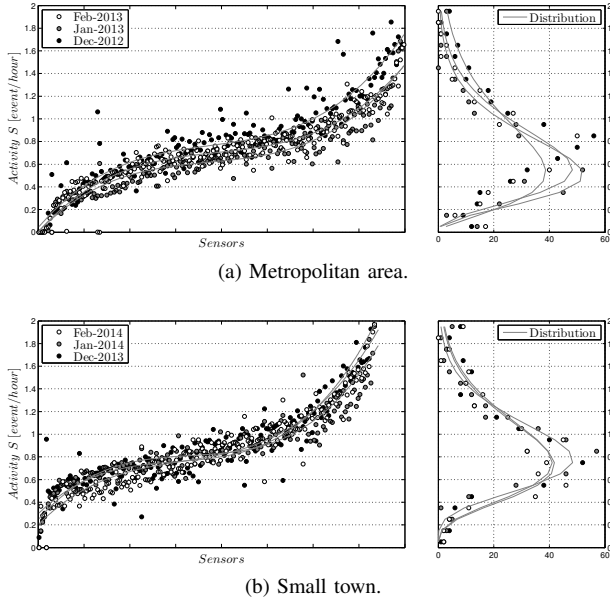 Feb-2013
Jan-2013
Dec-2012
Activity S [event/hour]
2
1.8
1.6
1.4
1.2
1
0.8
0.6
0.4
0.2
0
Sensors
Distribution
0
20
40
60
(a) Metropolitan area.
Feb-2014
Jan-2014
Dec-2013
Activity S [event/hour]
2
1.8
1.6
1.4
1.2
1
0.8
0.6
0.4
0.2
0
Sensors
Distribution
0
20
40
60
(b) Small town.